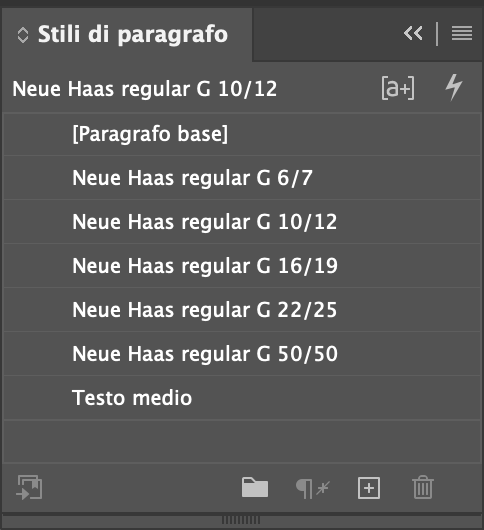 Stili di paragrafo
Neue Haas regular G 10/12
[a+]
[Paragrafo base]
Neue Haas regular G 6/7
Neue Haas regular G 10/12
Neue Haas regular G 16/19
Neue Haas regular G 22/25
Neue Haas regular G 50/50
Testo medio